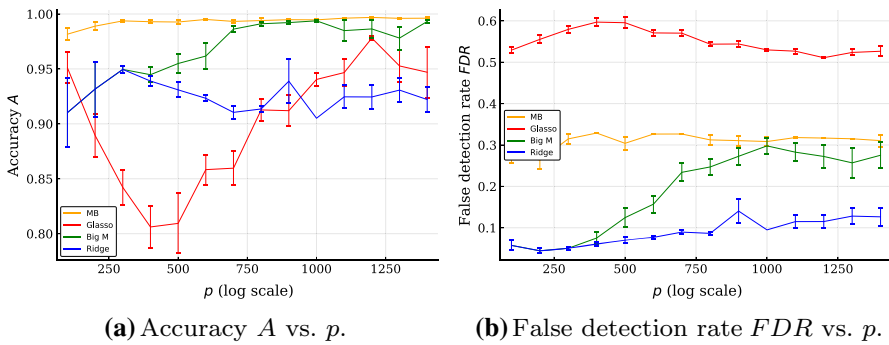 1.00
0.95
0.90
0.85
0.80
Accuracy A
MB
Glasso
Big M
Ridge
250
500
750
1000
1250
p (log scale)
(a) Accuracy A vs. p.
0.6
0.5
0.4
0.3
0.2
0.1
False detection rate FDR
MB
Glasso
Big M
Ridge
250
500
750
1000
1250
p (log scale)
(b) False detection rate FDR vs. p.